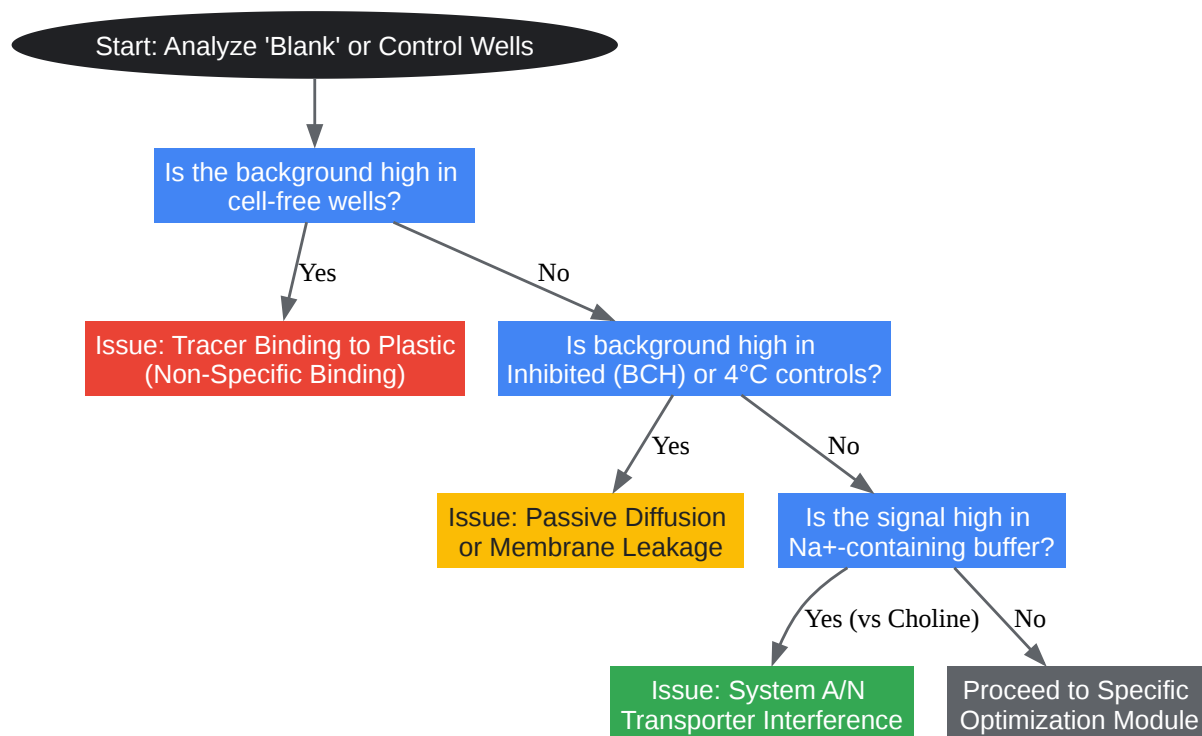 Start: Analyze 'Blank' or Control Wells
Is the background high in
cell-free wells?
Yes
No
Issue: Tracer Binding to Plastic
(Non-Specific Binding)
Is background high in
Inhibited (BCH) or 4°C controls?
Yes
No
Issue: Passive Diffusion
or Membrane Leakage
Is the signal high in
Na+-containing buffer?
Yes (vs Choline)
No
Issue: System A/N
Transporter Interference
Proceed to Specific
Optimization Module